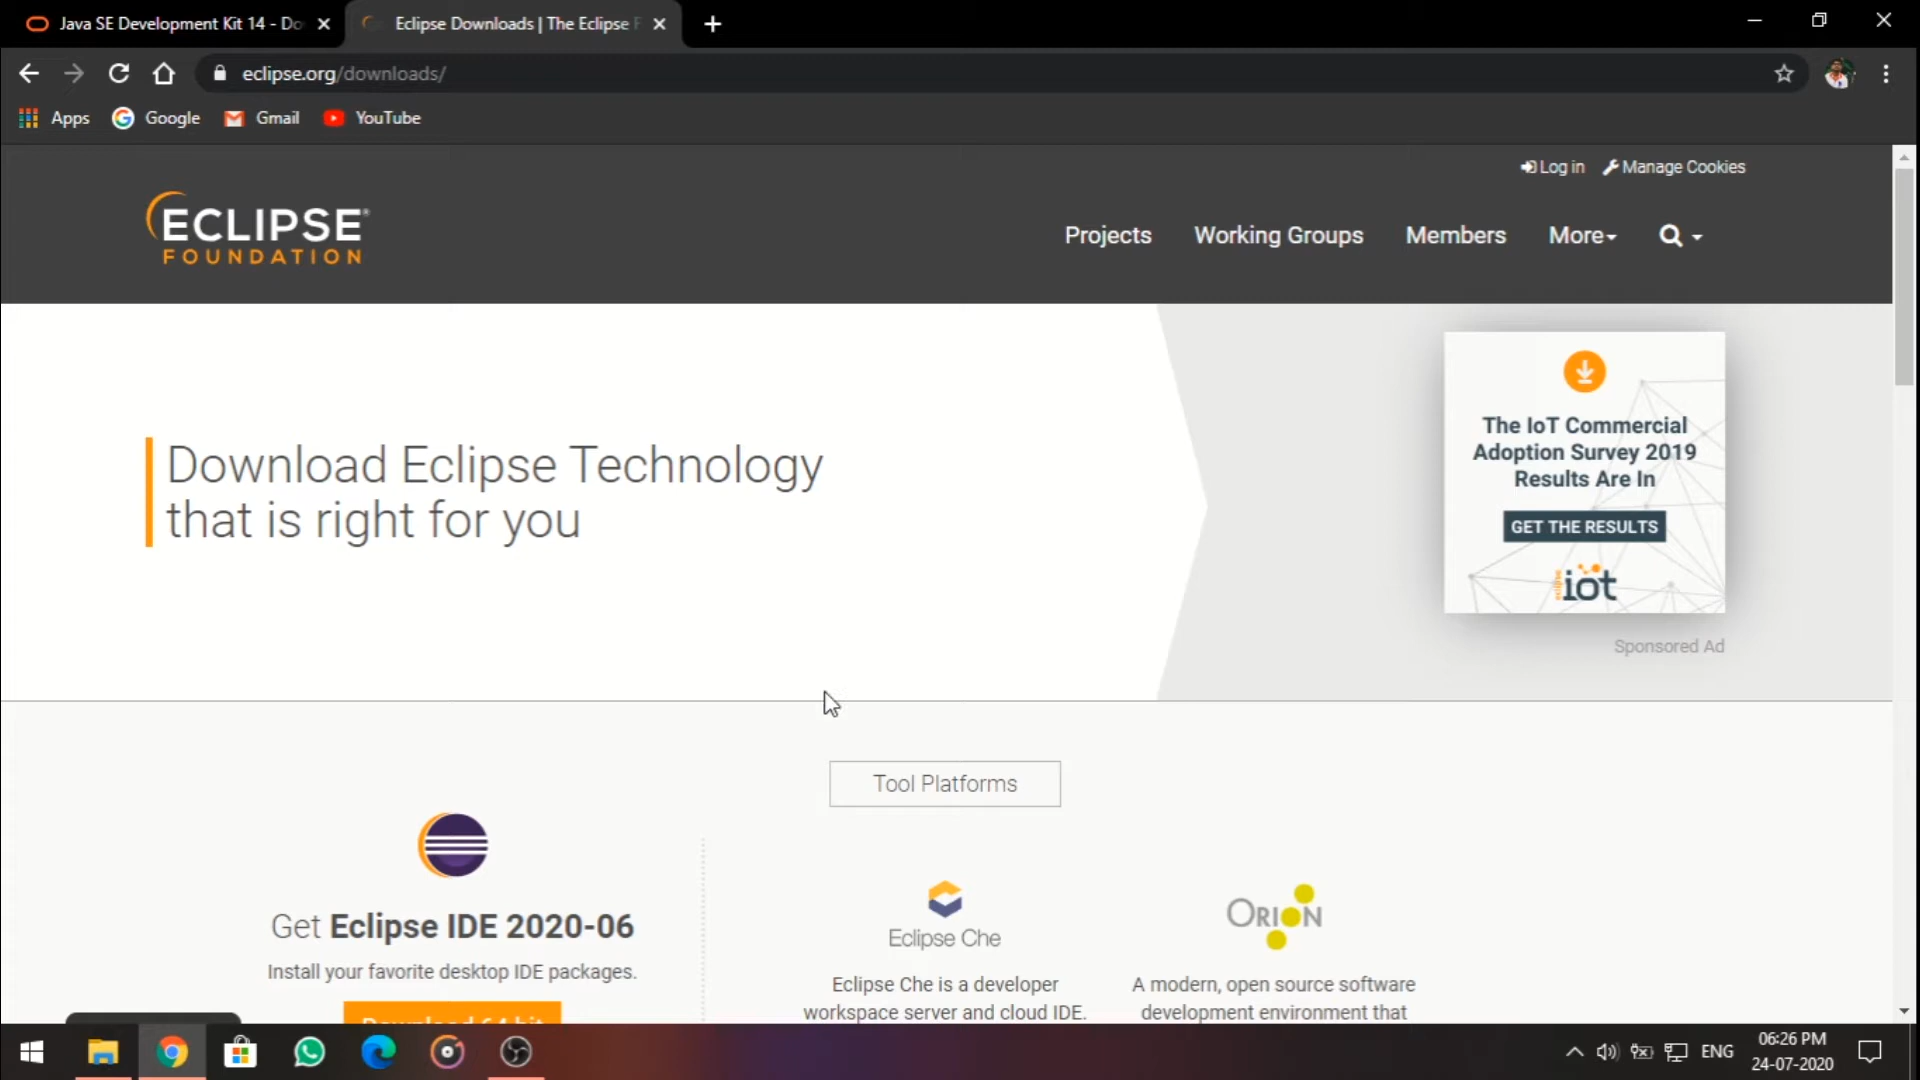 Java SE Development Kit 14 - Do
Eclipse Downloads | The Eclipse F
eclipse.org/downloads/
Apps
Google
Gmail
YouTube
Log in
Manage Cookies
ECLIPSE®
FOUNDATION
Projects
Working Groups
Members
More
Download Eclipse Technology
that is right for you
The IoT Commercial
Adoption Survey 2019
Results Are In
GET THE RESULTS
eclipse iot
Sponsored Ad
Tool Platforms
Get Eclipse IDE 2020-06
Install your favorite desktop IDE packages.
Download 64 bit
Eclipse Che
Eclipse Che is a developer
workspace server and cloud IDE.
ORION
A modern, open source software
development environment that
ENG
06:26 PM
24-07-2020